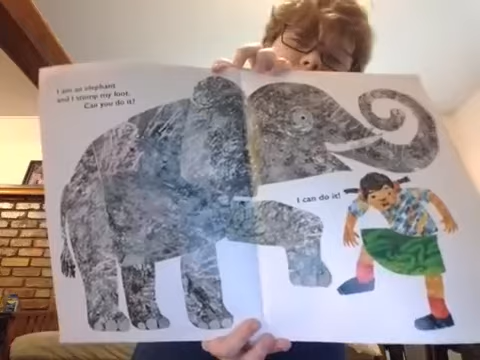 I am an elephant
and I stomp my foot.
Can you do it?
I can do it!